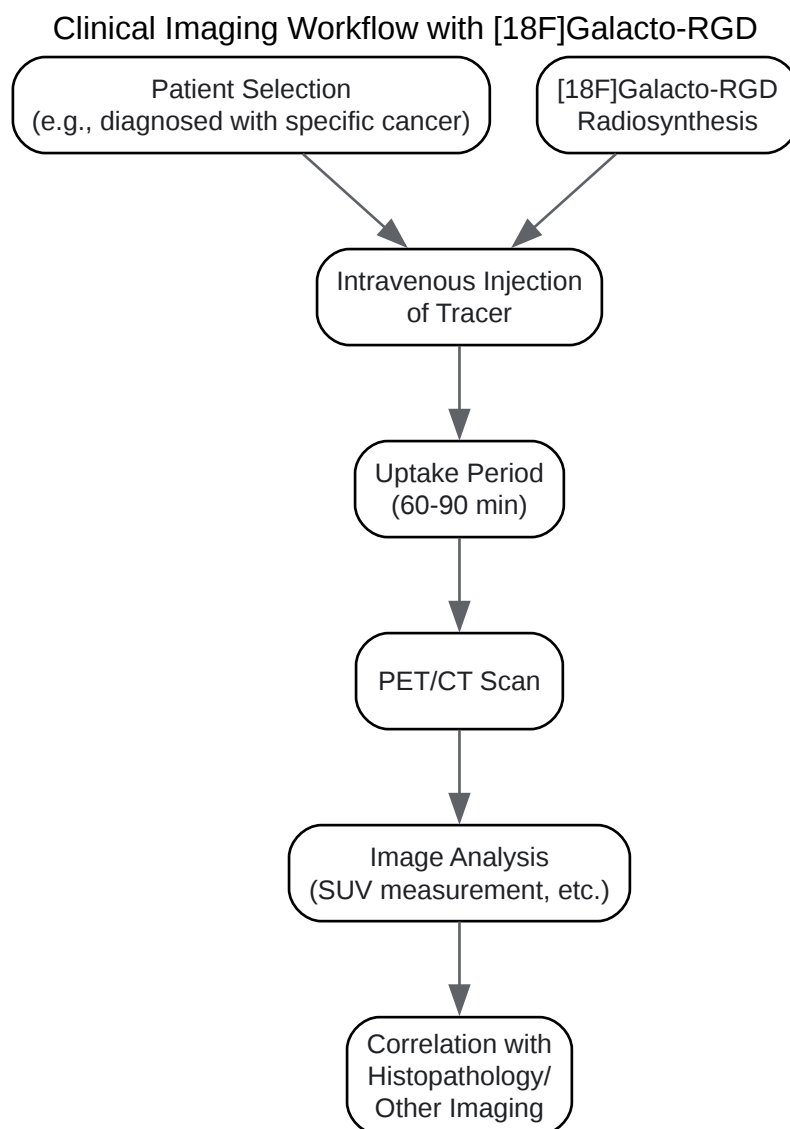 Clinical Imaging Workflow with [18F]Galacto-RGD
Patient Selection
(e.g., diagnosed with specific cancer)
[18F]Galacto-RGD
Radiosynthesis
Intravenous Injection
of Tracer
Uptake Period
(60-90 min)
PET/CT Scan
Image Analysis
(SUV measurement, etc.)
Correlation with
Histopathology/
Other Imaging